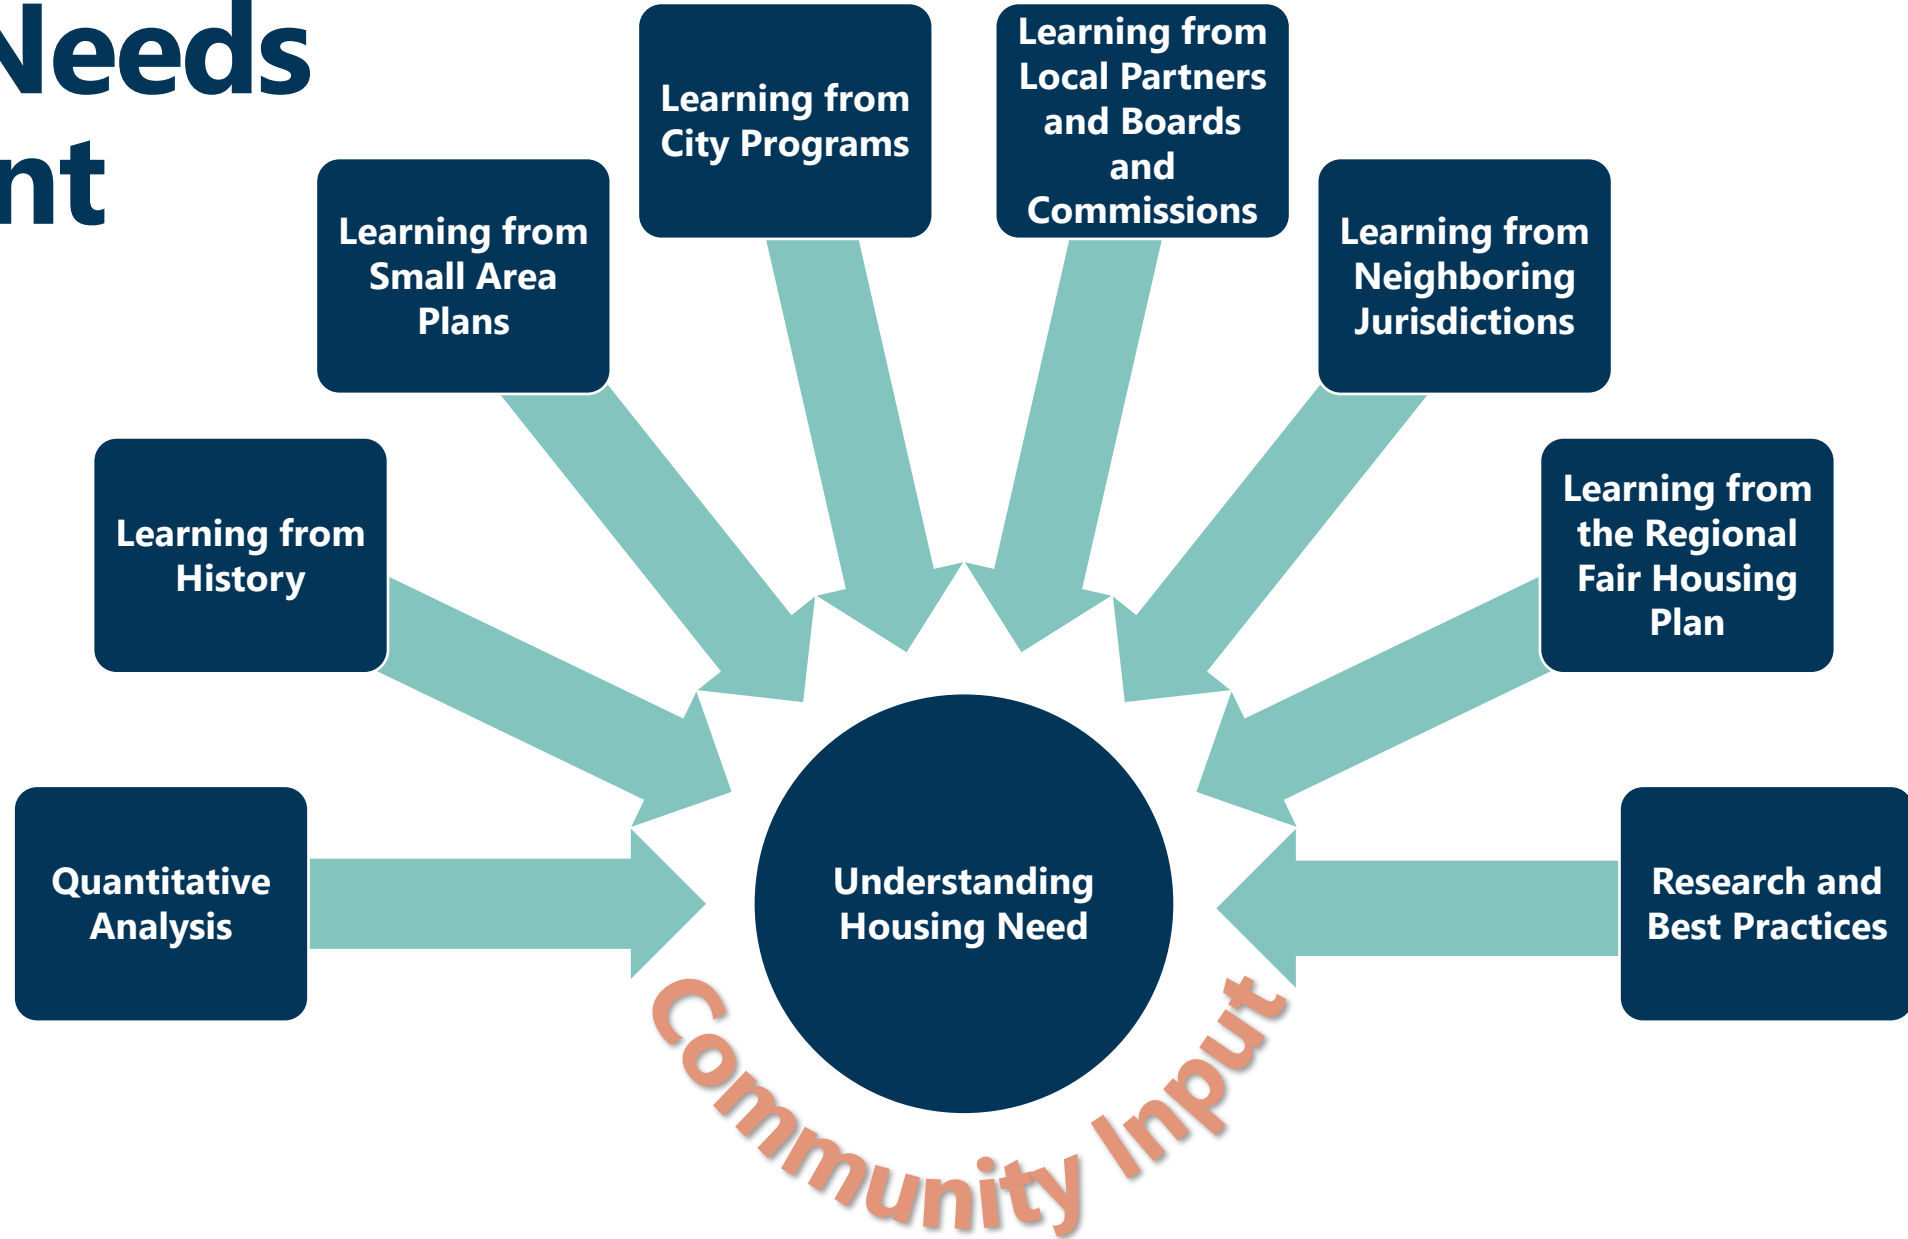 Needs
nt
Learning from
City Programs
Learning from
Local Partners
and Boards
and
Commissions
Learning from
Small Area
Plans
Learning from
Neighboring
Jurisdictions
Learning from
History
Learning from
the Regional
Fair Housing
Plan
Quantitative
Analysis
Understanding
Housing Need
Research and
Best Practices
Community Input